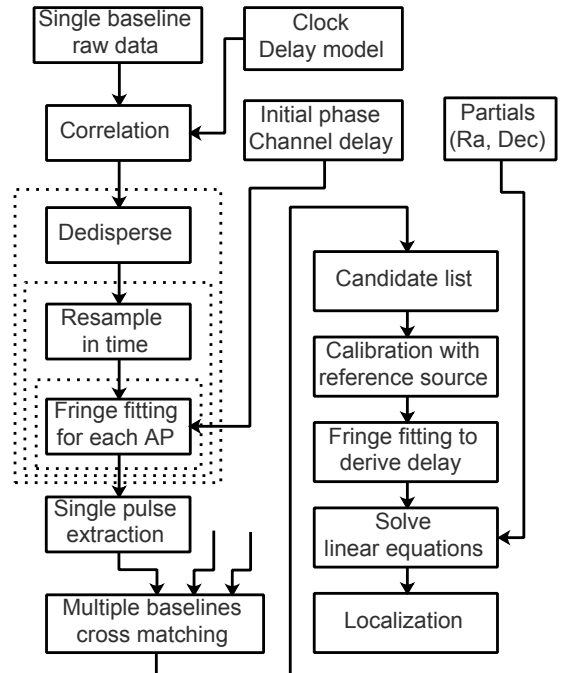 Single baseline
raw data
Clock
Delay model
Correlation
Initial phase
Channel delay
Partials
(Ra, Dec)
Dedisperse
Resample
in time
Fringe fitting
for each AP
Single pulse
extraction
Multiple baselines
cross matching
Candidate list
Calibration with
reference source
Fringe fitting to
derive delay
Solve
linear equations
Localization